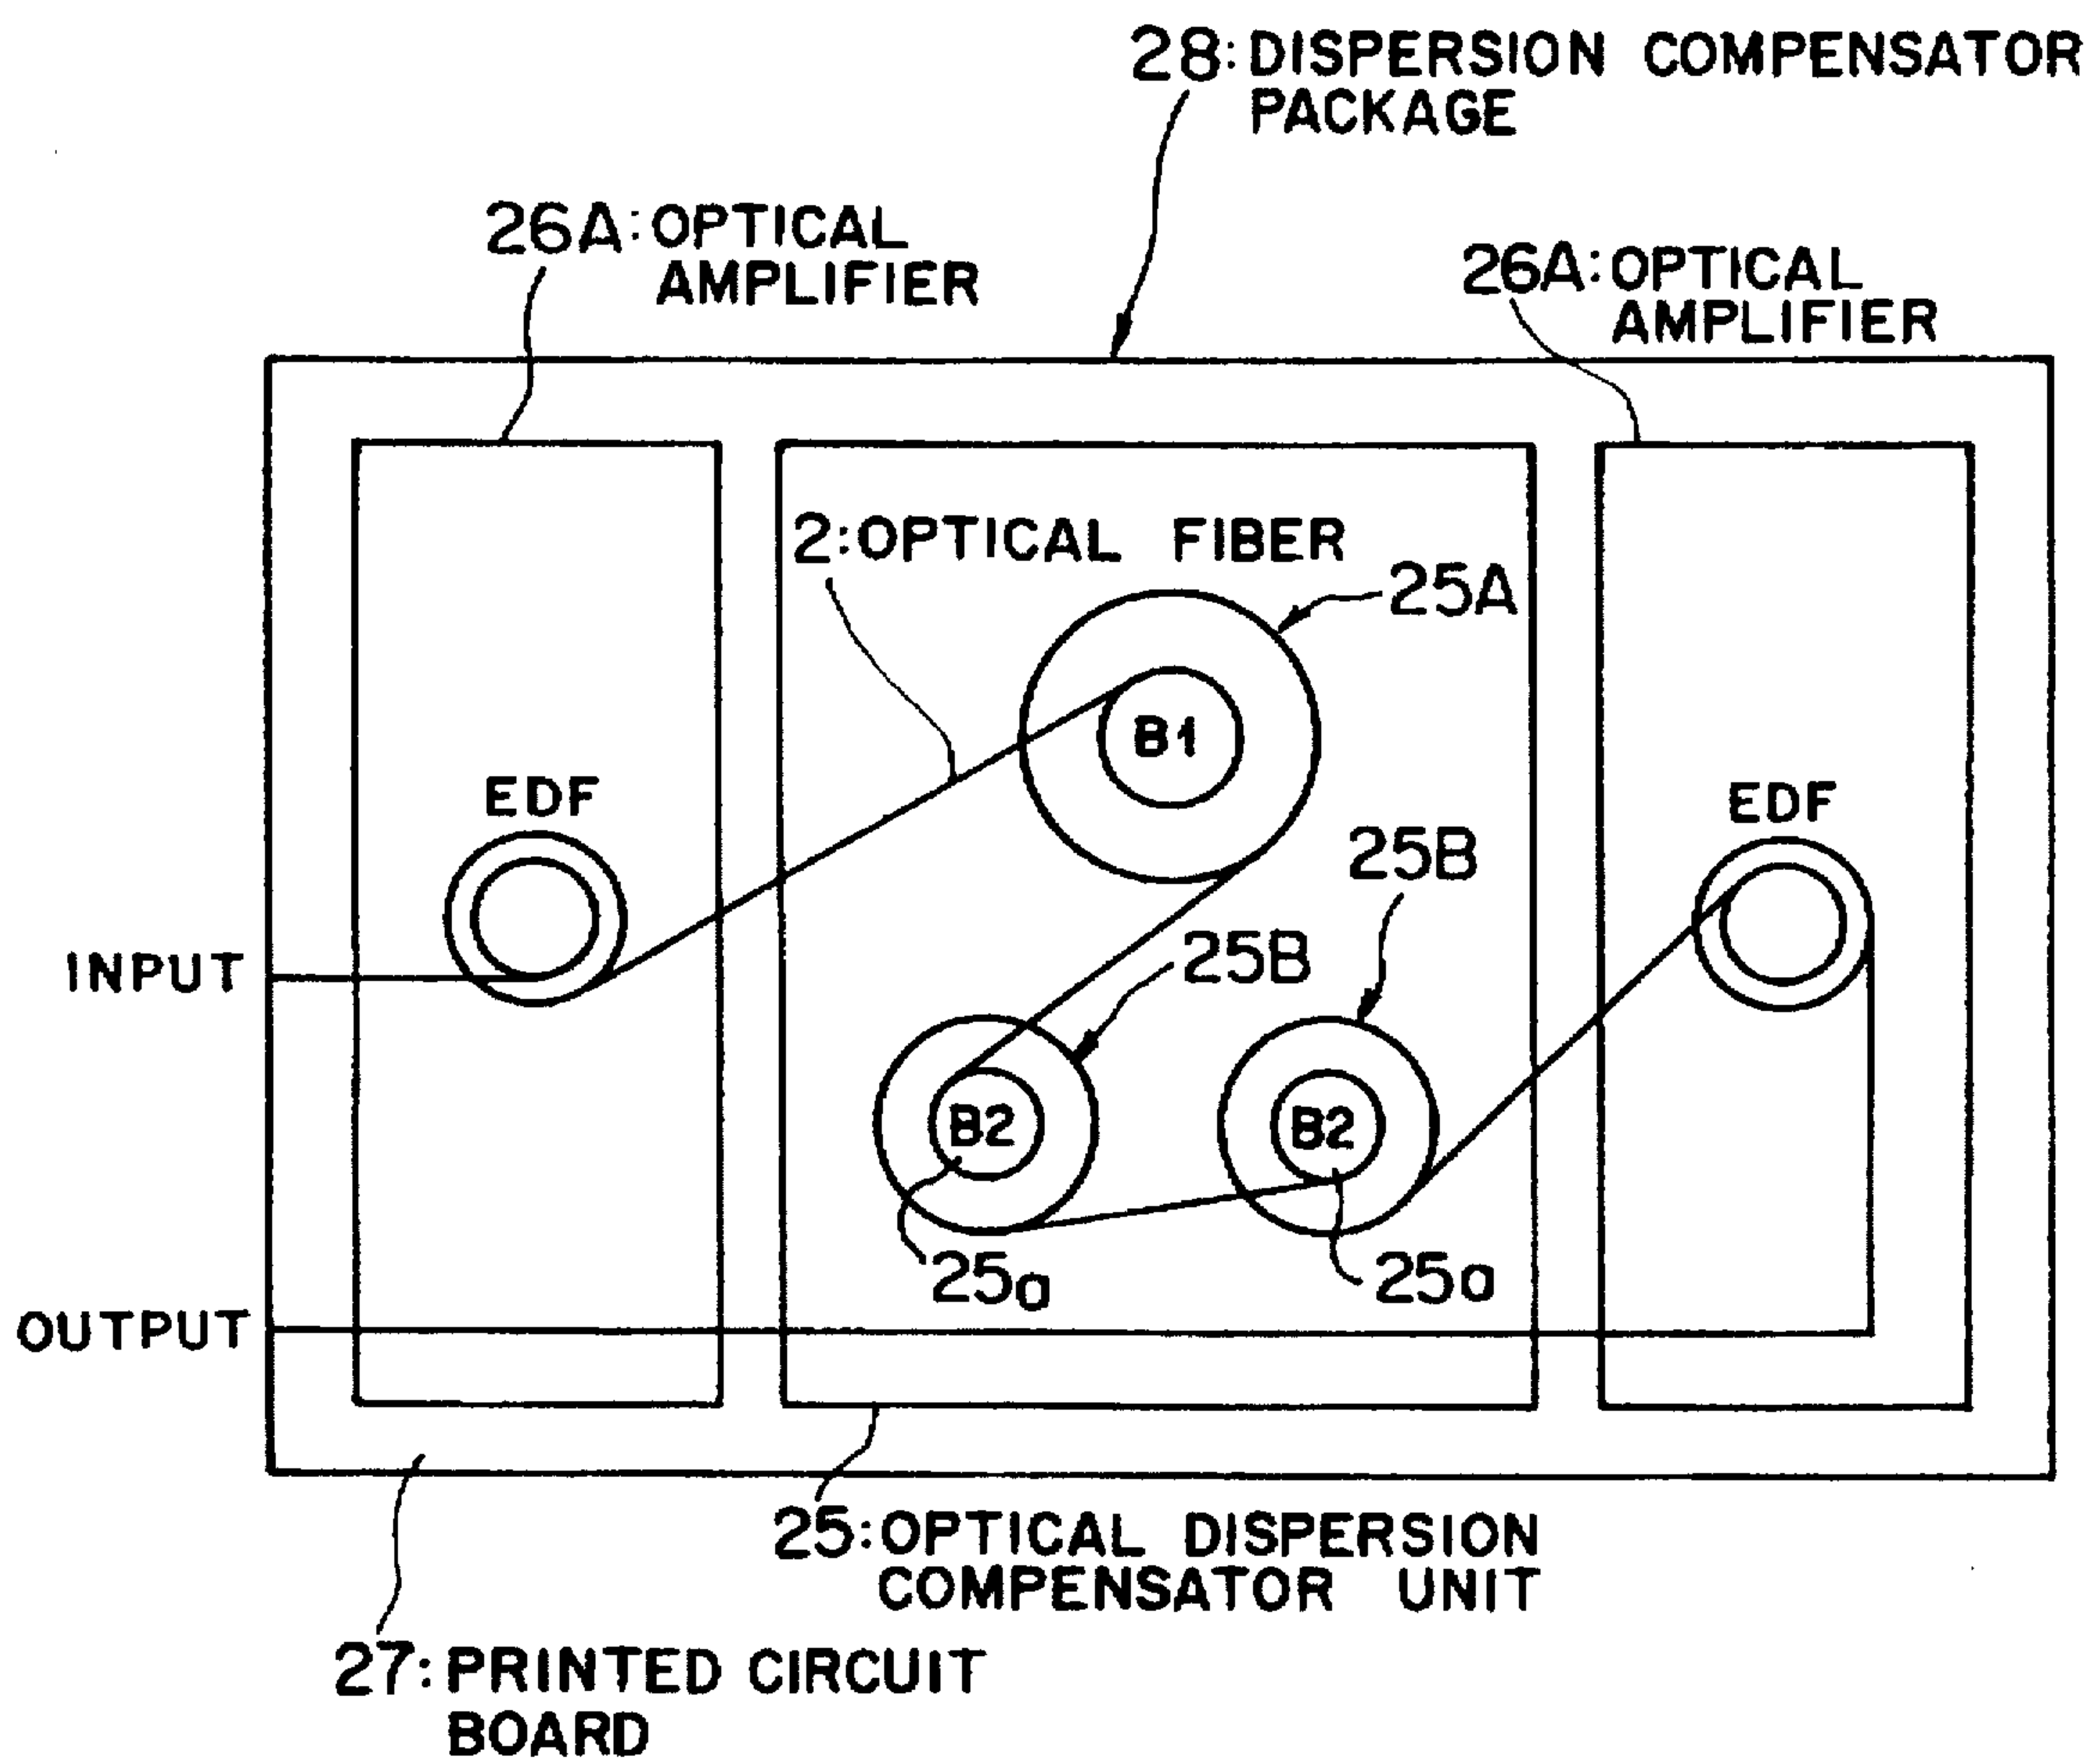 28: DISPERSION COMPENSATOR
PACKAGE
26A: OPTICAL
AMPLIFIER
26A: OPTICAL
AMPLIFIER
2: OPTICAL FIBER
25A
B1
EDF
EDF
25B
25B
INPUT
B2
B2
25a
25a
OUTPUT
25: OPTICAL DISPERSION
COMPENSATOR UNIT
27: PRINTED CIRCUIT
BOARD